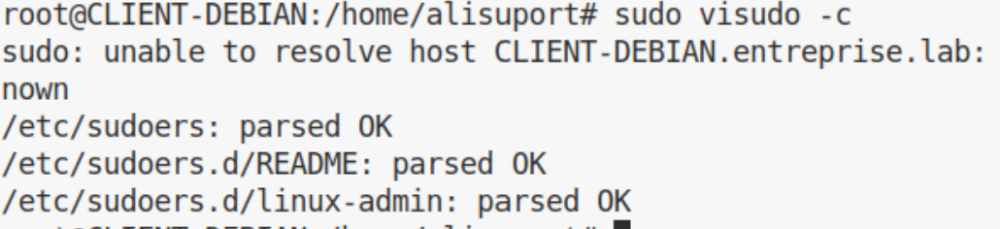 root@CLIENT-DEBIAN:/home/alisuport# sudo visudo -c
sudo: unable to resolve host CLIENT-DEBIAN.entreprise.lab:
nown
/etc/sudoers: parsed OK
/etc/sudoers.d/README: parsed OK
/etc/sudoers.d/linux-admin: parsed OK